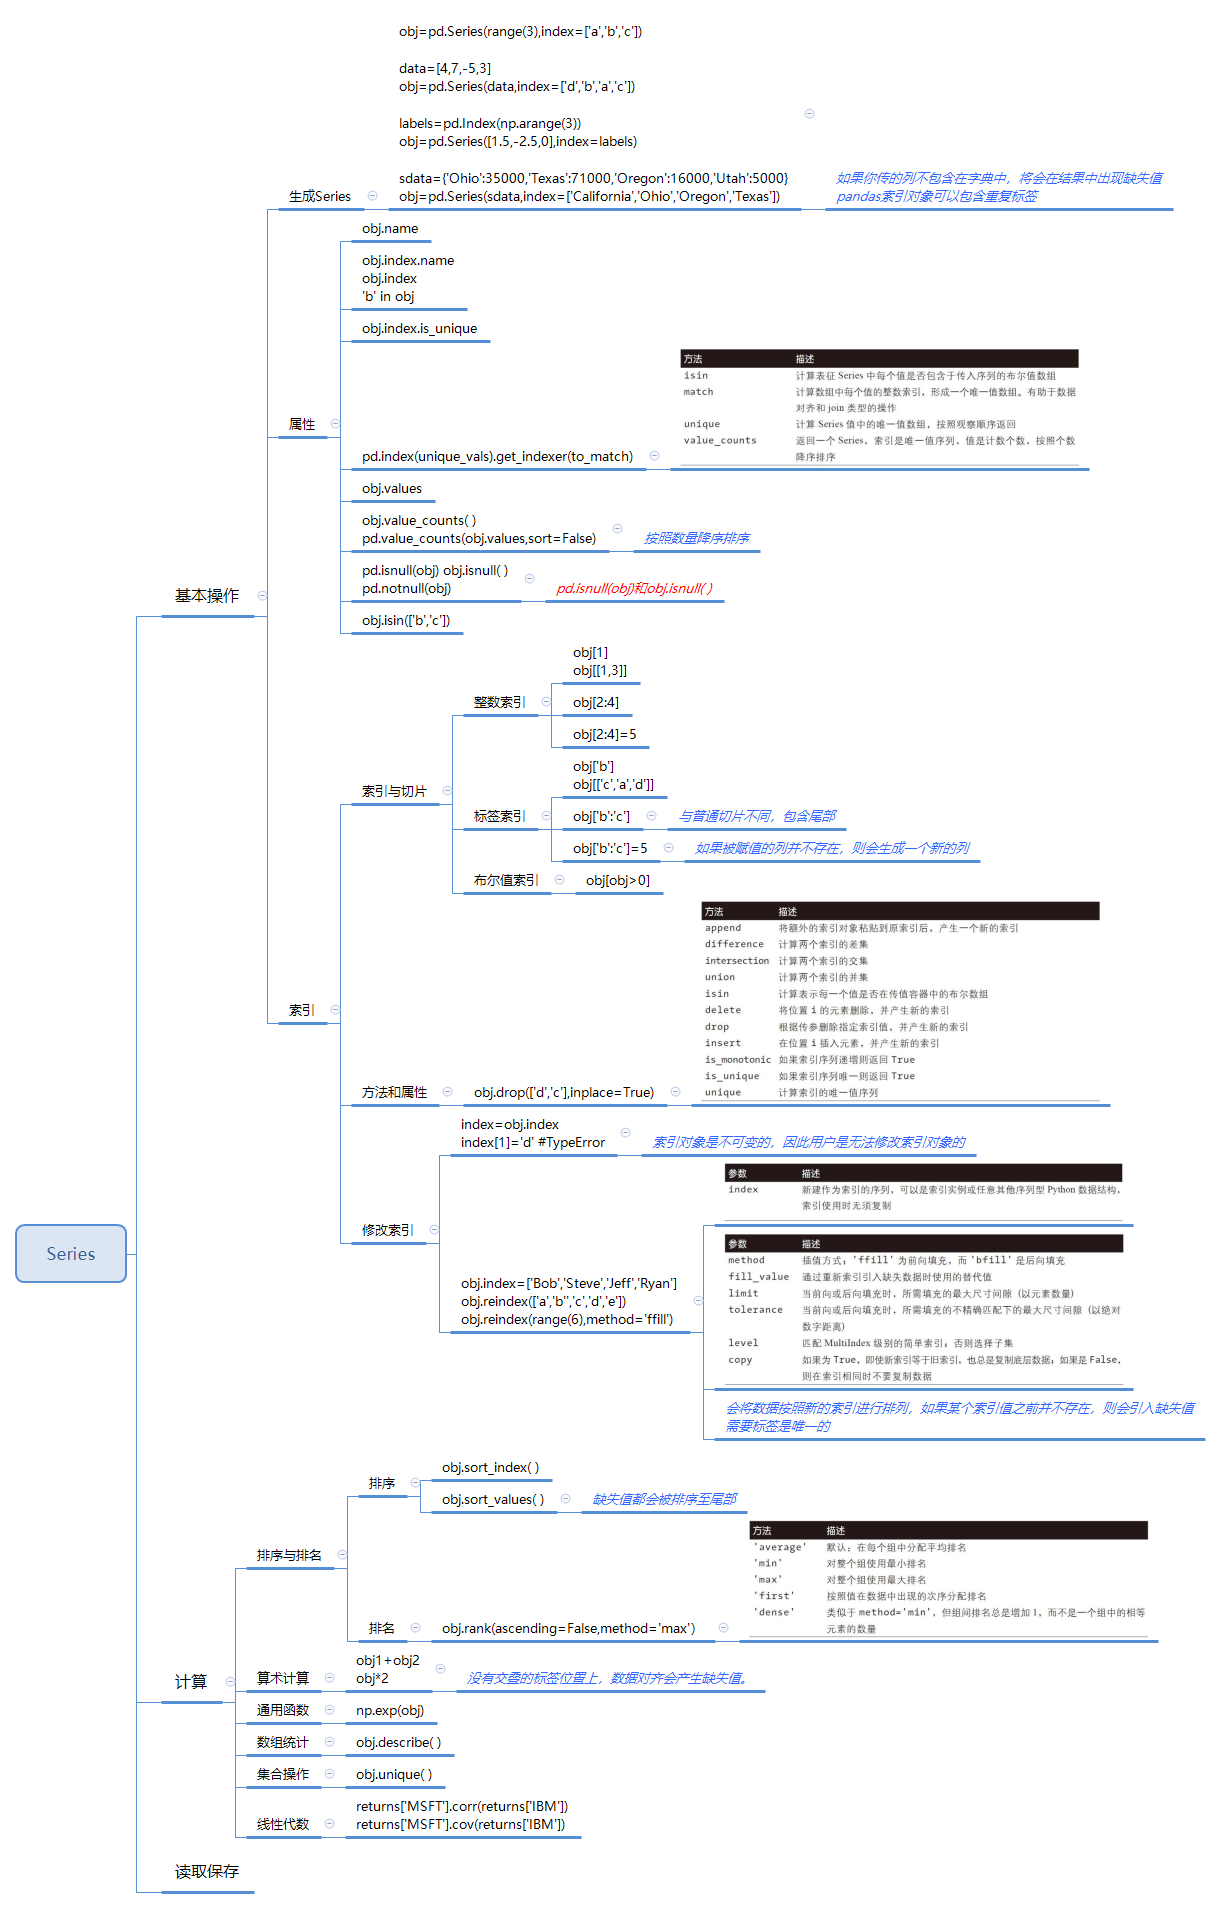 Series
基本操作
生成Series
obj=pd.Series(range(3),index=['a','b','c'])
data=[4,7,-5,3]
obj=pd.Series(data,index=['d','b','a','c'])
labels=pd.Index(np.arange(3))
obj=pd.Series([1.5,-2.5,0],index=labels)
sdata={'Ohio':35000,'Texas':71000,'Oregon':16000,'Utah':5000}
obj=pd.Series(sdata,index=['California','Ohio','Oregon','Texas'])
如果你传的列不包含在字典中，将会在结果中出现缺失值
pandas索引对象可以包含重复标签
属性
obj.name
obj.index.name
obj.index
'b' in obj
obj.index.is_unique
pd.index(unique_vals).get_indexer(to_match)
方法 描述
isin 计算表征 Series 中每个值是否包含于传入序列的布尔值数组
match 计算数组中每个值的整数索引，形成一个唯一值数组。有助于数据
对齐和 join 类型的操作
unique 计算 Series 值中的唯一值数组，按照观察顺序返回
value_counts 返回一个 Series，索引是唯一值序列，值是计数个数，按照个数
降序排序
obj.values
obj.value_counts( )
pd.value_counts(obj.values,sort=False)
按照数量降序排序
pd.isnull(obj) obj.isnull( )
pd.notnull(obj)
pd.isnull(obj)和obj.isnull( )
obj.isin(['b','c'])
索引
索引与切片
整数索引
obj[1]
obj[[1,3]]
obj[2:4]
obj[2:4]=5
标签索引
obj['b']
obj[['c','a','d']]
obj['b':'c']
与普通切片不同，包含尾部
obj['b':'c']=5
如果被赋值的列并不存在，则会生成一个新的列
布尔值索引
obj[obj>0]
方法和属性
obj.drop(['d','c'],inplace=True)
方法 描述
append 将额外的索引对象粘贴到原索引后，产生一个新的索引
difference 计算两个索引的差集
intersection 计算两个索引的交集
union 计算两个索引的并集
isin 计算表示每一个值是否在传值容器中的布尔数组
delete 将位置 i 的元素删除，并产生新的索引
drop 根据传参删除指定索引值，并产生新的索引
insert 在位置 i 插入元素，并产生新的索引
is_monotonic 如果索引序列递增则返回 True
is_unique 如果索引序列唯一则返回 True
unique 计算索引的唯一值序列
修改索引
index=obj.index
index[1]='d' #TypeError
索引对象是不可变的，因此用户是无法修改索引对象的
obj.index=['Bob','Steve','Jeff','Ryan']
obj.reindex(['a','b'','c','d','e'])
obj.reindex(range(6),method='ffill')
参数 描述
index 新建作为索引的序列，可以是索引实例或任意其他序列型 Python 数据结构，
索引使用时无须复制
参数 描述
method 插值方式；'ffill' 为前向填充，而 'bfill' 是后向填充
fill_value 通过重新索引引入缺失数据时使用的替代值
limit 当前向或后向填充时，所需填充的最大尺寸间隙（以元素数量）
tolerance 当前向或后向填充时，所需填充的不精确匹配下的最大尺寸间隙（以绝对
数字距离）
level 匹配 MultiIndex 级别的简单索引；否则选择子集
copy 如果为 True，即使新索引等于旧索引，也总是复制底层数据；如果是 False，
则在索引相同时不要复制数据
会将数据按照新的索引进行排列，如果某个索引值之前并不存在，则会引入缺失值
需要标签是唯一的
计算
排序与排名
排序
obj.sort_index( )
obj.sort_values( )
缺失值都会被排序至尾部
排名
obj.rank(ascending=False,method='max')
方法 描述
'average' 默认：在每个组中分配平均排名
'min' 对整个组使用最小排名
'max' 对整个组使用最大排名
'first' 按照值在数据中出现的次序分配排名
'dense' 类似于 method='min'，但组间排名总是增加 1，而不是一个组中的相等
元素的数量
算术计算
obj1+obj2
obj*2
没有交叠的标签位置上，数据对齐会产生缺失值。
通用函数
np.exp(obj)
数组统计
obj.describe( )
集合操作
obj.unique( )
线性代数
returns['MSFT'].corr(returns['IBM'])
returns['MSFT'].cov(returns['IBM'])
读取保存